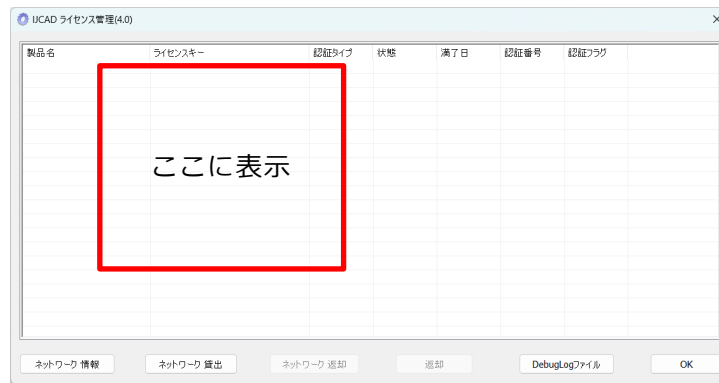 IJCAD ライセンス管理(4.0)
製品名 ライセンスキー 認証タイプ 状態 満了日 認証番号 認証フラグ
ここに表示
ネットワーク 情報 ネットワーク 貸出 ネットワーク 返却 返却 DebugLogファイル OK